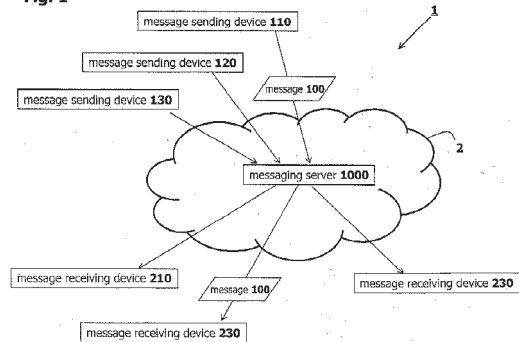 Fig. 1
message sending device 110
1
message sending device 120
message 100
message sending device 130
2
messaging server 1000
message receiving device 210
message 100
message receiving device 230
message receiving device 230